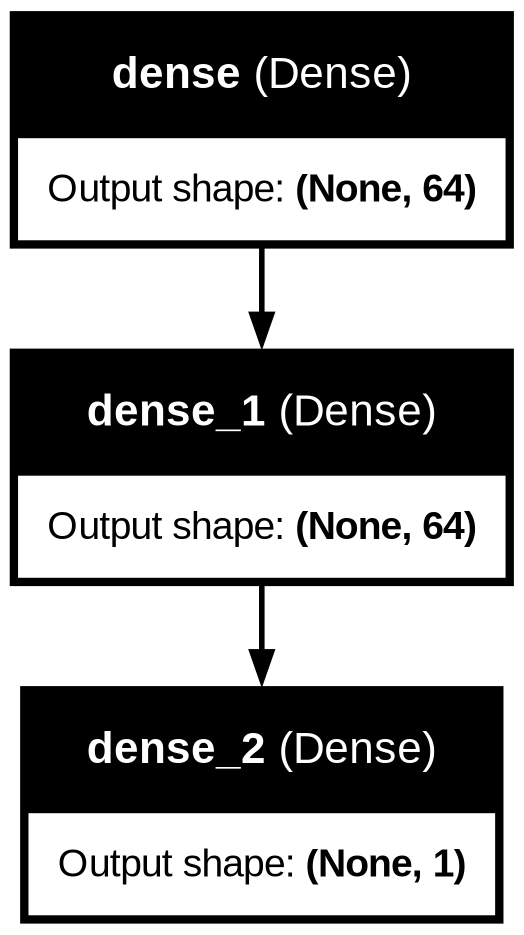 dense (Dense)
Output shape: (None, 64)
dense_1 (Dense)
Output shape: (None, 64)
dense_2 (Dense)
Output shape: (None, 1)